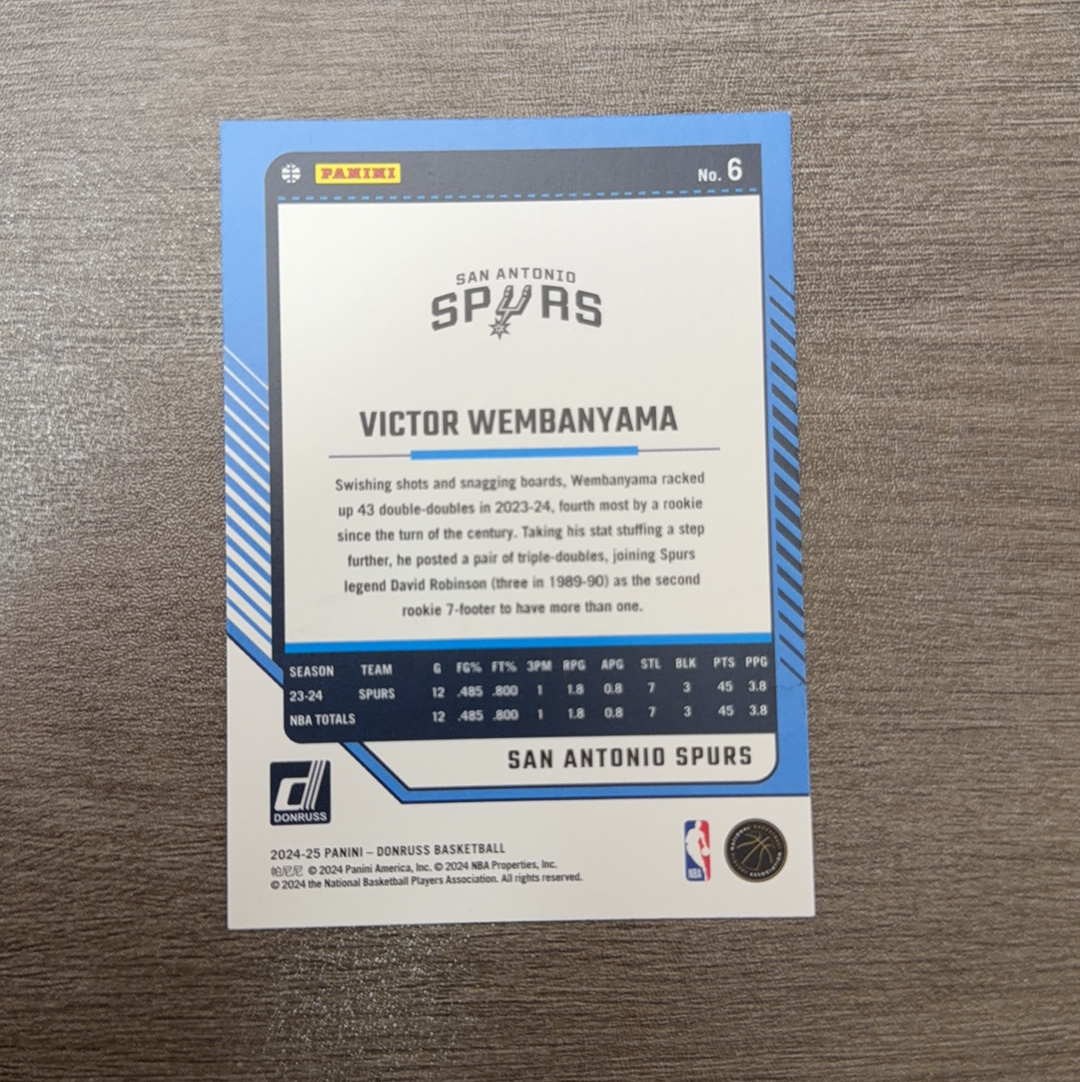 PANINI
No. 6
SAN ANTONIO
SPURS
VICTOR WEMBANYAMA
Swishing shots and snagging boards, Wembanyama racked
up 43 double-doubles in 2023-24, fourth most by a rookie
since the turn of the century. Taking his stat stuffing a step
further, he posted a pair of triple-doubles, joining Spurs
legend David Robinson (three in 1989-90) as the second
rookie 7-footer to have more than one.
SEASON TEAM G FG% FT% 3PM RPG APG STL BLK PTS PPG
23-24 SPURS 12 .485 .800 1 1.8 0.8 7 3 45 3.8
NBA TOTALS 12 .485 .800 1 1.8 0.8 7 3 45 3.8
SAN ANTONIO SPURS
DONRUSS
2024-25 PANINI – DONRUSS BASKETBALL
帕尼尼 © 2024 Panini America, Inc. © 2024 NBA Properties, Inc.
© 2024 the National Basketball Players Association. All rights reserved.
NBA